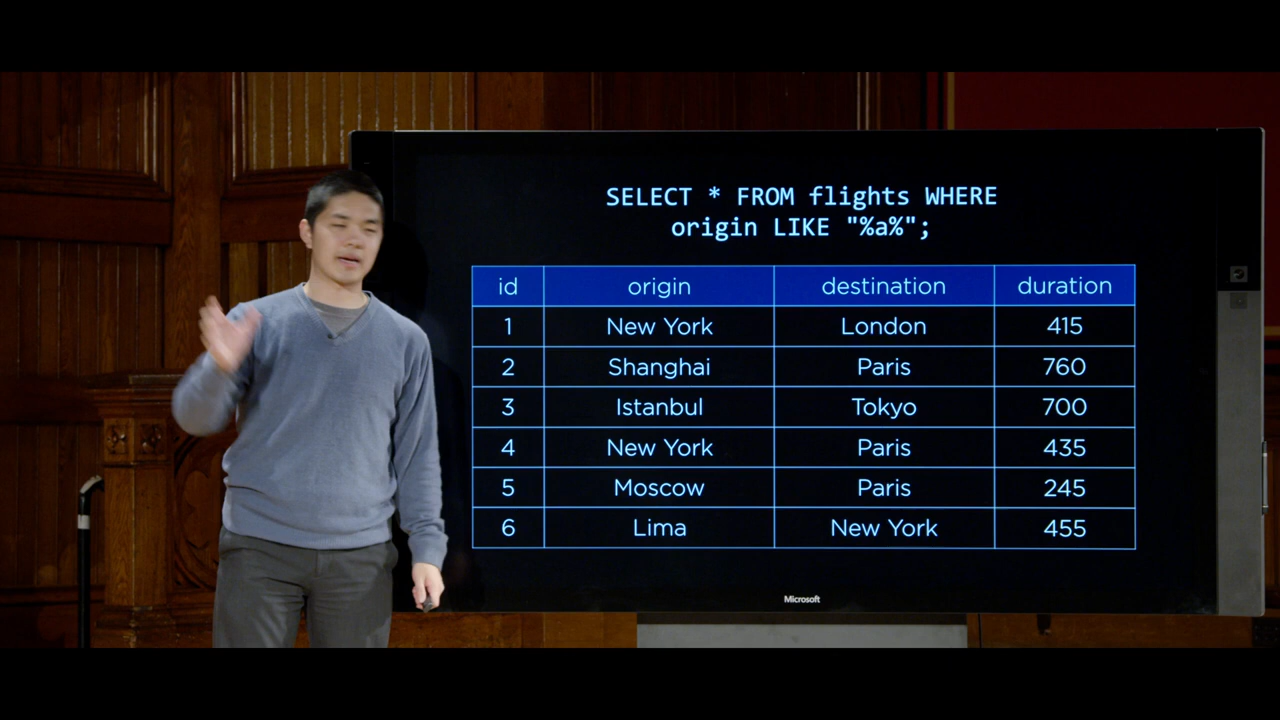 SELECT * FROM flights WHERE
origin LIKE "%a%";
id origin destination duration
1 New York London 415
2 Shanghai Paris 760
3 Istanbul Tokyo 700
4 New York Paris 435
5 Moscow Paris 245
6 Lima New York 455
Microsoft